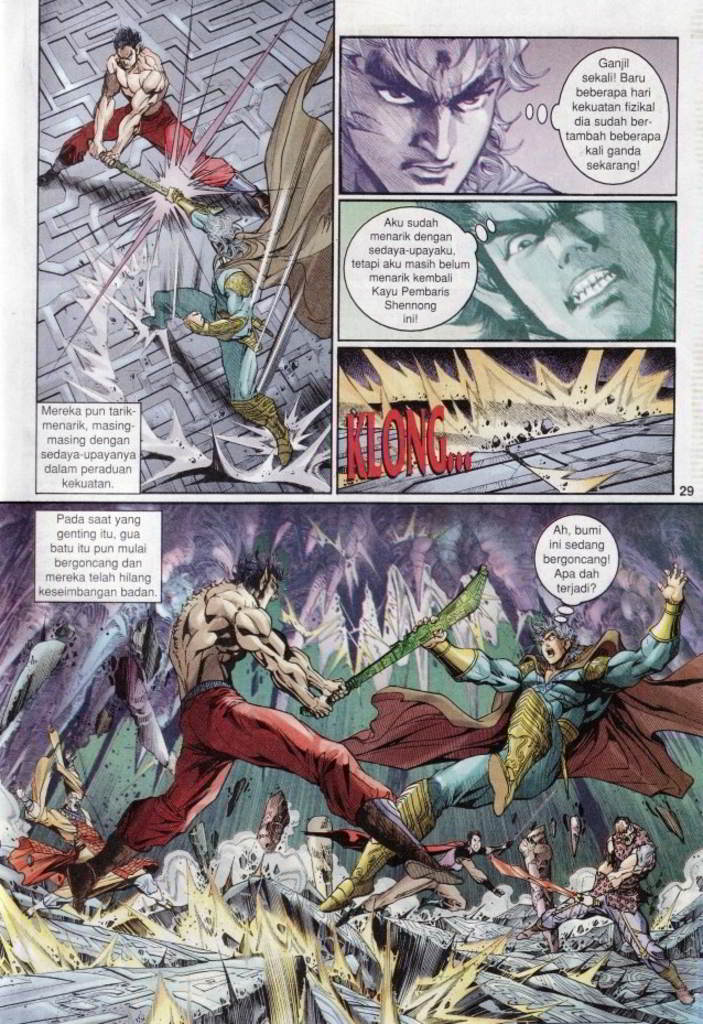 Mereka pun tarik-
menarik, masing-
masing dengan
sedaya-upayanya
dalam peraduan
kekuatan.
Ganjil
sekali! Baru
beberapa hari
kekuatan fizikal
dia sudah ber-
tambah beberapa
kali ganda
sekarang!
Aku sudah
menarik dengan
sedaya-upayaku,
tetapi aku masih belum
menarik kembali
Kayu Pembaris
Shennong
ini!
KLONG...
29
Pada saat yang
genting itu, gua
batu itu pun mulai
bergoncang dan
mereka telah hilang
keseimbangan badan.
Ah, bumi
ini sedang
bergoncang!
Apa dah
terjadi?